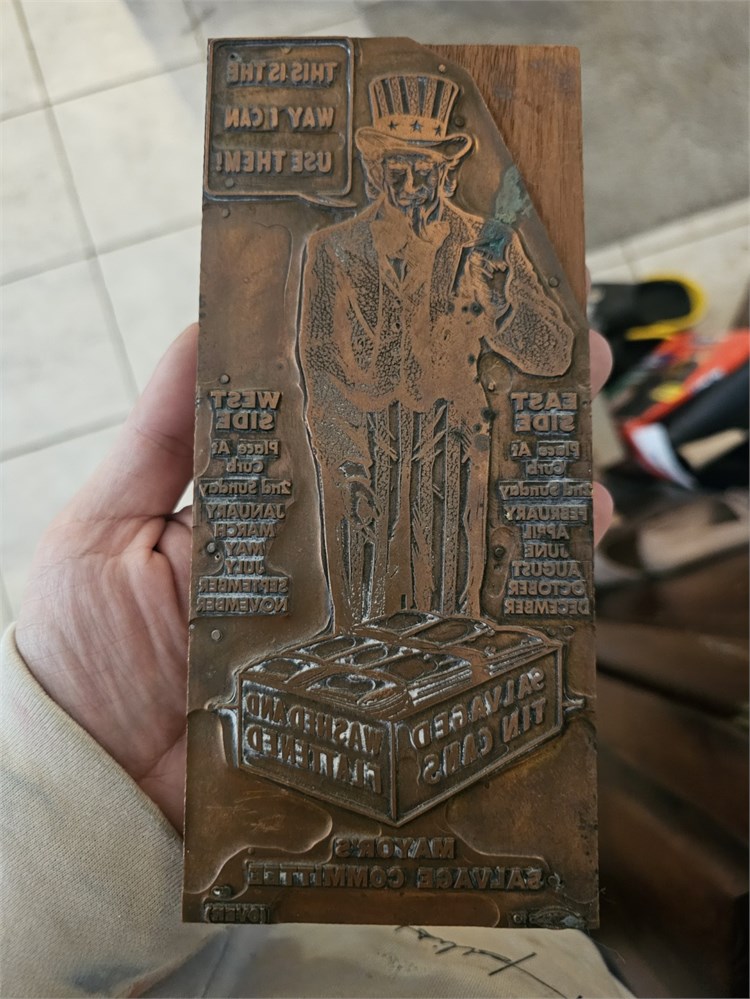 THIS IS THE
WAY I CAN
USE THEM!
WEST
SIDE
Place At
Curb
2nd Sunday
JANUARY
MARCH
MAY
JULY
SEPTEMBER
NOVEMBER
EAST
SIDE
Place At
Curb
2nd Sunday
FEBRUARY
APRIL
JUNE
AUGUST
OCTOBER
DECEMBER
WASHED AND
FLATTENED
SALVAGED
TIN CANS
MAYOR'S
SALVAGE COMMITTEE